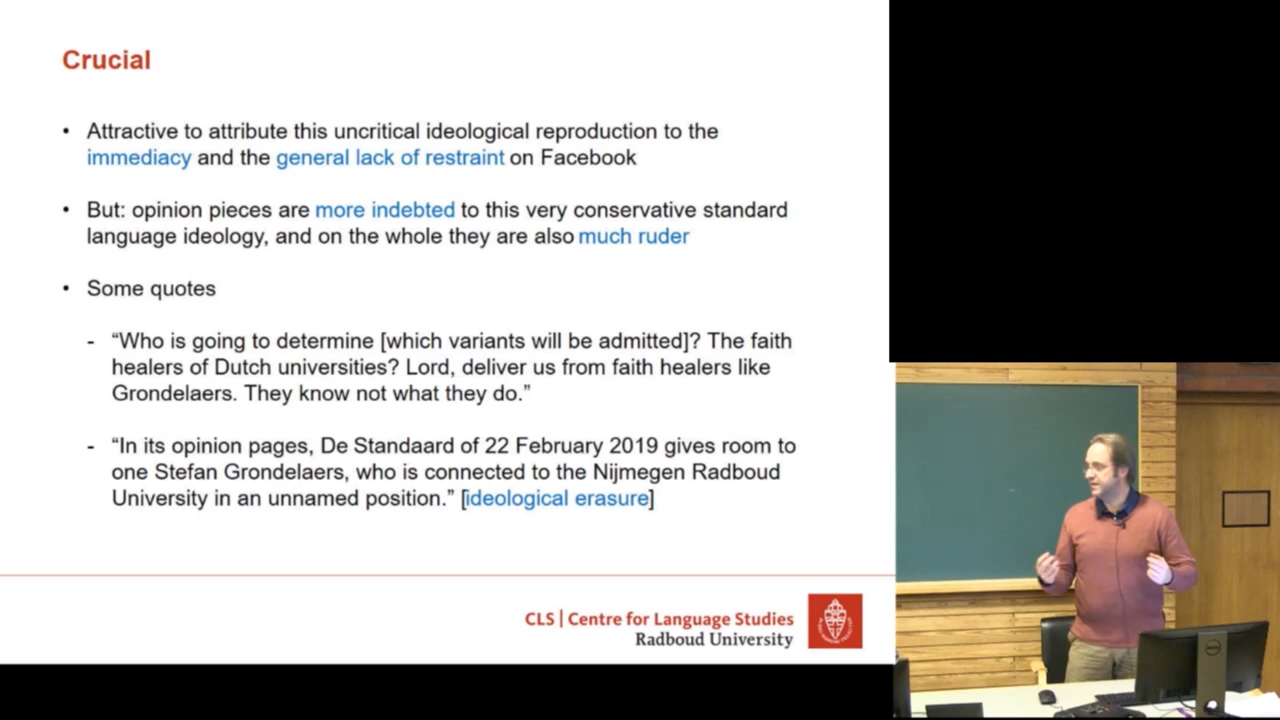 Crucial
• Attractive to attribute this uncritical ideological reproduction to the
immediacy and the general lack of restraint on Facebook
• But: opinion pieces are more indebted to this very conservative standard
language ideology, and on the whole they are also much ruder
• Some quotes
- “Who is going to determine [which variants will be admitted]? The faith
healers of Dutch universities? Lord, deliver us from faith healers like
Grondelaers. They know not what they do.”
- “In its opinion pages, De Standaard of 22 February 2019 gives room to
one Stefan Grondelaers, who is connected to the Nijmegen Radboud
University in an unnamed position.” [ideological erasure]
CLS | Centre for Language Studies
Radboud University
DELL